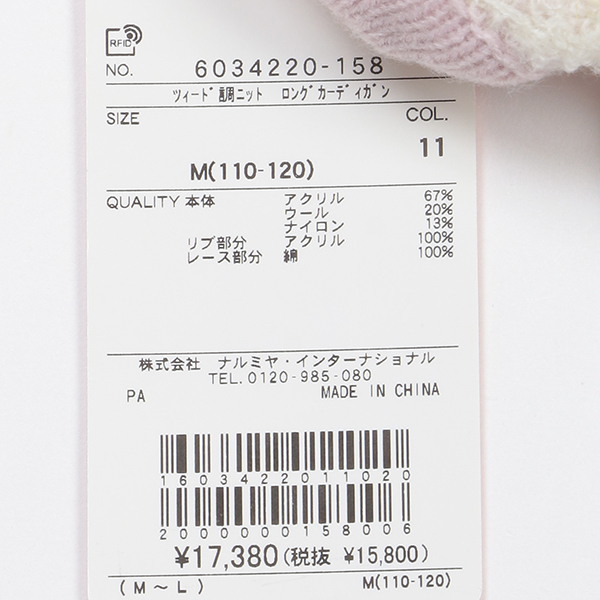 RFID
NO. 6034220-158
ツィード調ニット ロングカーディガン
SIZE COL.
11
M(110-120)
QUALITY 本体 アクリル 67%
ウール 20%
ナイロン 13%
リブ部分 アクリル 100%
レース部分 綿 100%
株式会社 ナルミヤ・インターナショナル
TEL.0120-985-080
PA MADE IN CHINA
1603422011020
2000000158006
¥17,380(税抜 ¥15,800)
(M～L) M(110-120)